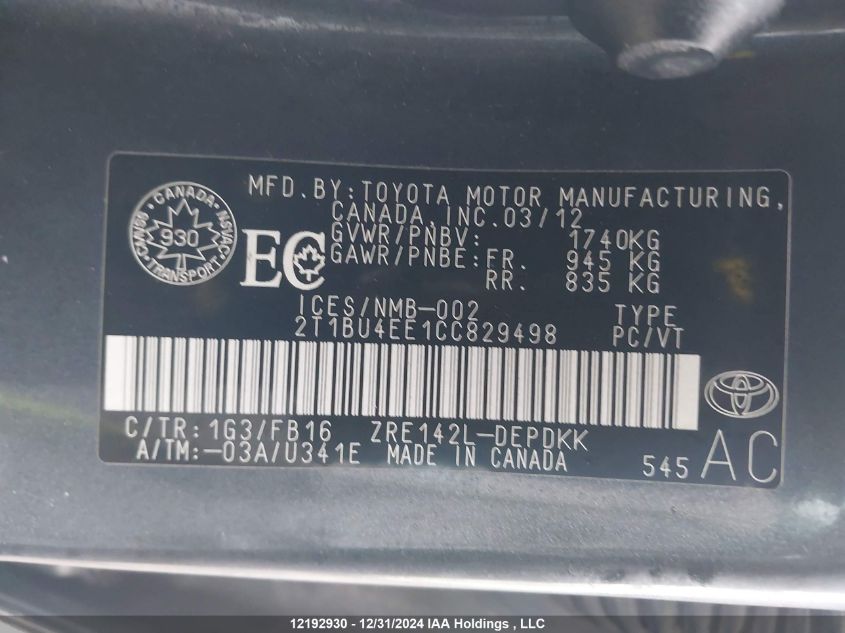 MFD. BY: TOYOTA MOTOR MANUFACTURING,
CANADA, INC. 03/12
GVWR/PNBV: 1740KG
GAWR/PNBE: FR. 945 KG
RR. 835 KG
CANADA
930
TRANSPORT
EC
ICES/NMB-002 TYPE
2T1BU4EE1CC829498 PC/VT
C/TR: 1G3/FB16 ZRE142L-DEPDKK
A/TM:-03A/U341E MADE IN CANADA 545 AC
12192930 - 12/31/2024 IAA Holdings , LLC